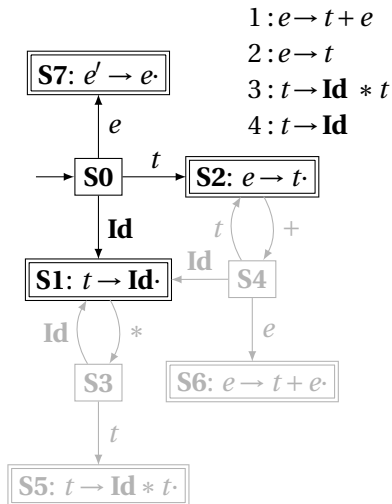 1 : e → t + e
2 : e → t
3 : t → Id ∗ t
4 : t → Id
S7: e′ → e·
e
S0
t
S2: e → t·
Id
t
+
S1: t → Id·
Id
S4
Id
∗
e
S3
S6: e → t + e·
t
S5: t → Id ∗ t·